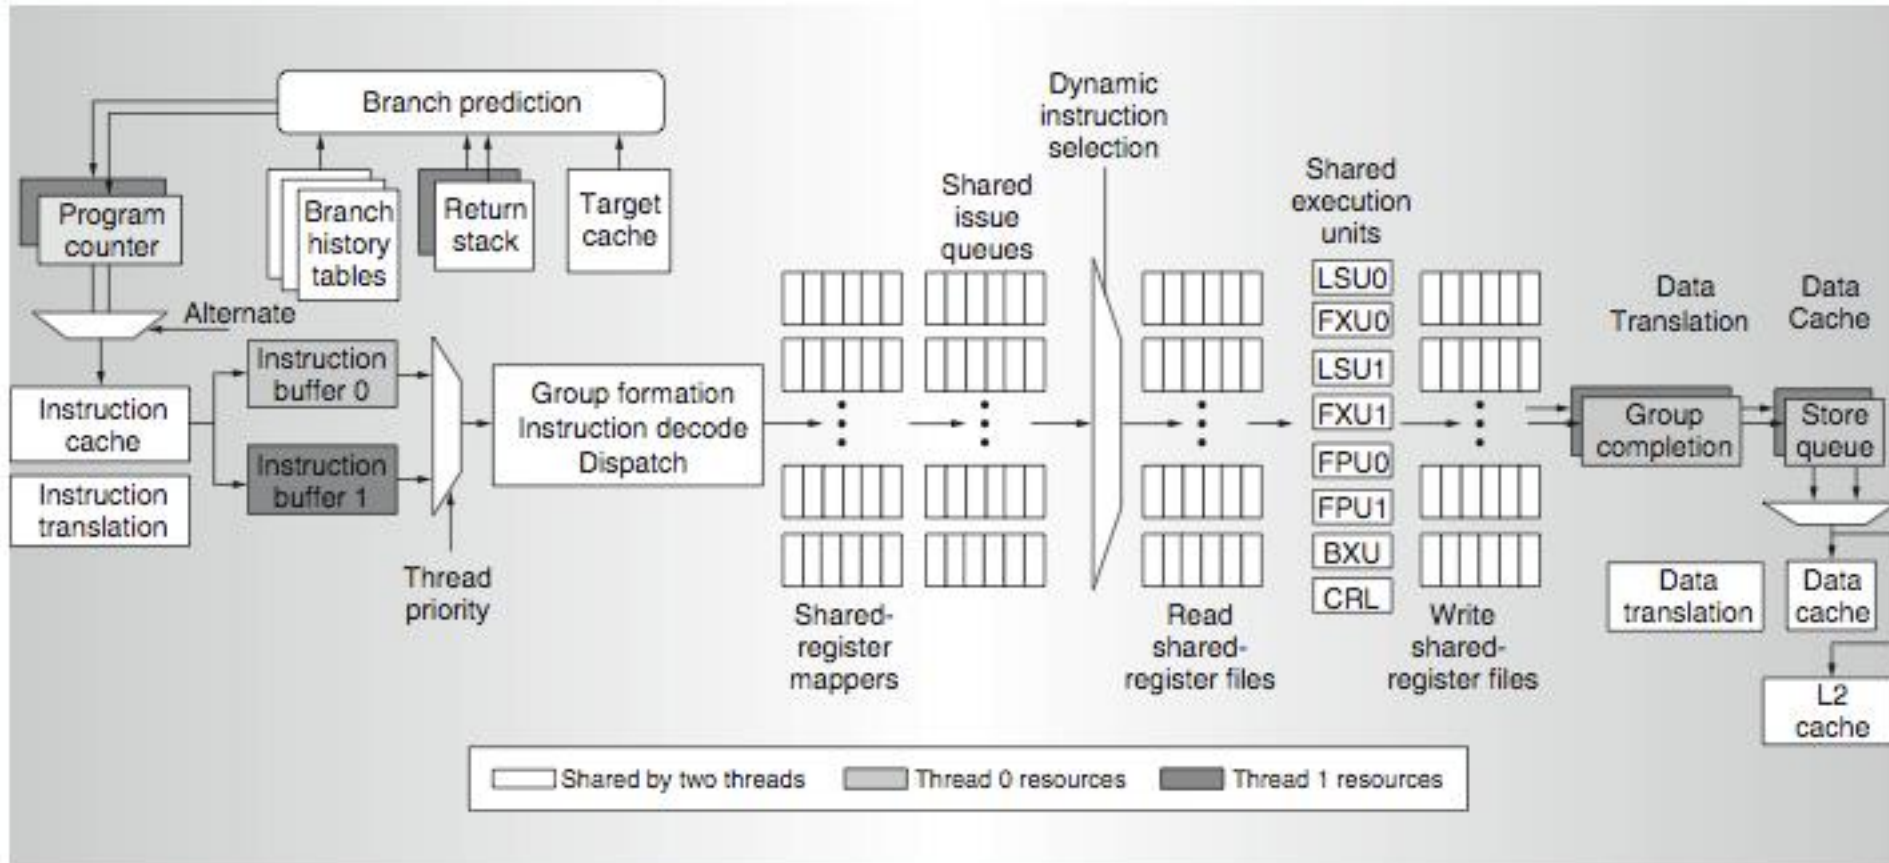 Branch prediction
Program
counter
Branch
history
tables
Return
stack
Target
cache
Alternate
Instruction
cache
Instruction
translation
Instruction
buffer 0
Instruction
buffer 1
Thread
priority
Group formation
Instruction decode
Dispatch
Shared-
register
mappers
Shared
issue
queues
Dynamic
instruction
selection
Read
shared-
register files
Shared
execution
units
LSU0
FXU0
LSU1
FXU1
FPU0
FPU1
BXU
CRL
Write
shared-
register files
Data
Translation
Data
Cache
Group
completion
Store
queue
Data
translation
Data
cache
L2
cache
Shared by two threads
Thread 0 resources
Thread 1 resources